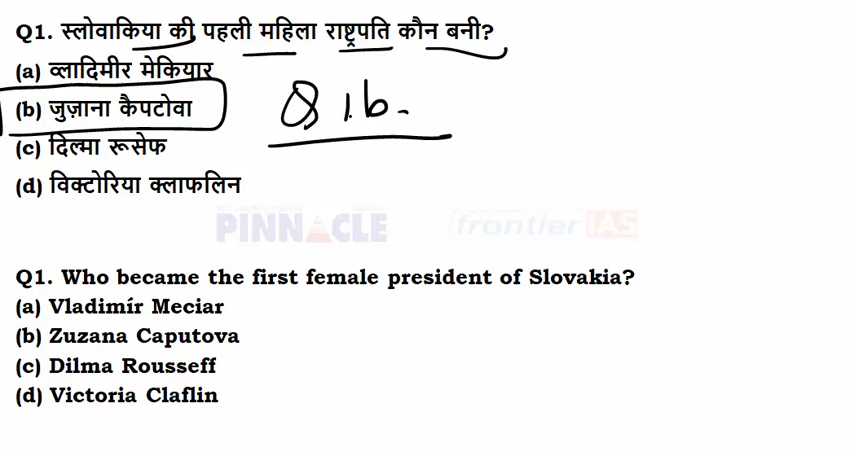 Q1. स्लोवाकिया की पहली महिला राष्ट्रपति कौन बनी?
(a) व्लादिमीर मेकियार
(b) जुज़ाना कैपटोवा
Q 1.b.
(c) दिल्मा रूसेफ
(d) विक्टोरिया क्लाफलिन
PINNACLE
frontier IAS
Q1. Who became the first female president of Slovakia?
(a) Vladimír Meciar
(b) Zuzana Caputova
(c) Dilma Rousseff
(d) Victoria Claflin